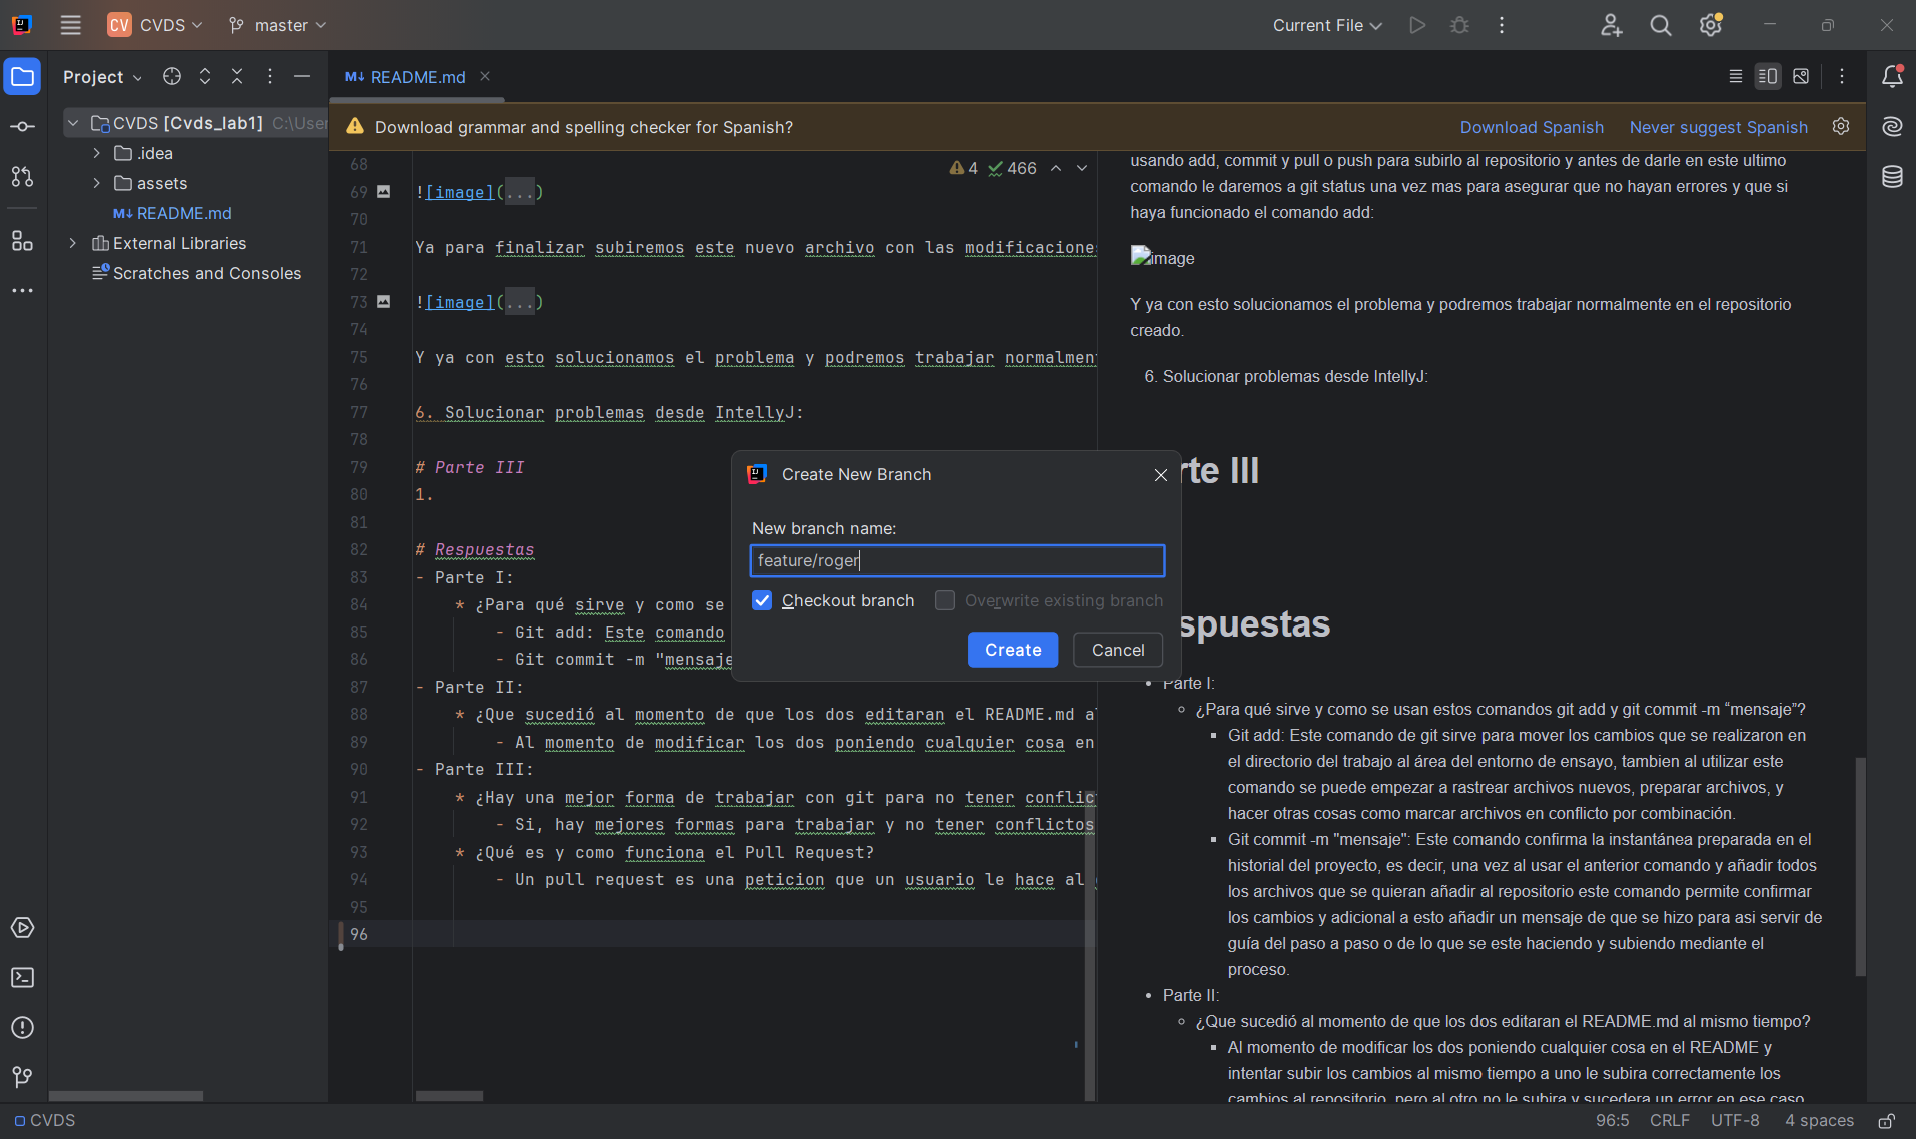 CV CVDS master Current File
Project
M↓ README.md
CVDS [Cvds_lab1] C:\User
.idea
assets
M↓ README.md
External Libraries
Scratches and Consoles
Download grammar and spelling checker for Spanish? Download Spanish Never suggest Spanish
4 466
68
69 ![image](...)
70
71 Ya para finalizar subiremos este nuevo archivo con las modificacione
72
73 ![image](...)
74
75 Y ya con esto solucionamos el problema y podremos trabajar normalmen
76
77 6. Solucionar problemas desde IntellyJ:
78
79 # Parte III
80 1.
81
82 # Respuestas
83 - Parte I:
84 * ¿Para qué sirve y como se
85 - Git add: Este comando
86 - Git commit -m "mensaje
87 - Parte II:
88 * ¿Que sucedió al momento de que los dos editaran el README.md a
89 - Al momento de modificar los dos poniendo cualquier cosa en
90 - Parte III:
91 * ¿Hay una mejor forma de trabajar con git para no tener conflic
92 - Si, hay mejores formas para trabajar y no tener conflictos
93 * ¿Qué es y como funciona el Pull Request?
94 - Un pull request es una peticion que un usuario le hace al
95
96
usando add, commit y pull o push para subirlo al repositorio y antes de darle en este ultimo
comando le daremos a git status una vez mas para asegurar que no hayan errores y que si
haya funcionado el comando add:
image
Y ya con esto solucionamos el problema y podremos trabajar normalmente en el repositorio
creado.
6. Solucionar problemas desde IntellyJ:
rte III
spuestas
• Parte I:
¿Para qué sirve y como se usan estos comandos git add y git commit -m “mensaje”?
Git add: Este comando de git sirve para mover los cambios que se realizaron en
el directorio del trabajo al área del entorno de ensayo, tambien al utilizar este
comando se puede empezar a rastrear archivos nuevos, preparar archivos, y
hacer otras cosas como marcar archivos en conflicto por combinación.
Git commit -m "mensaje": Este comando confirma la instantánea preparada en el
historial del proyecto, es decir, una vez al usar el anterior comando y añadir todos
los archivos que se quieran añadir al repositorio este comando permite confirmar
los cambios y adicional a esto añadir un mensaje de que se hizo para asi servir de
guía del paso a paso o de lo que se este haciendo y subiendo mediante el
proceso.
• Parte II:
¿Que sucedió al momento de que los dos editaran el README.md al mismo tiempo?
Al momento de modificar los dos poniendo cualquier cosa en el README y
intentar subir los cambios al mismo tiempo a uno le subira correctamente los
cambios al repositorio, pero al otro no le subira y sucedera un error en ese caso
Create New Branch
New branch name:
feature/roger
Checkout branch Overwrite existing branch
Create Cancel
CVDS 96:5 CRLF UTF-8 4 spaces